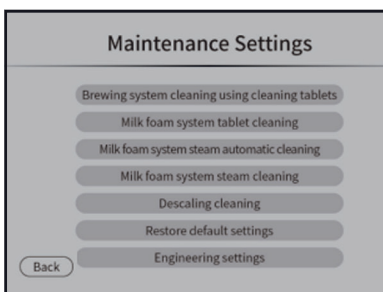 Maintenance Settings
Brewing system cleaning using cleaning tablets
Milk foam system tablet cleaning
Milk foam system steam automatic cleaning
Milk foam system steam cleaning
Descaling cleaning
Restore default settings
Engineering settings
Back